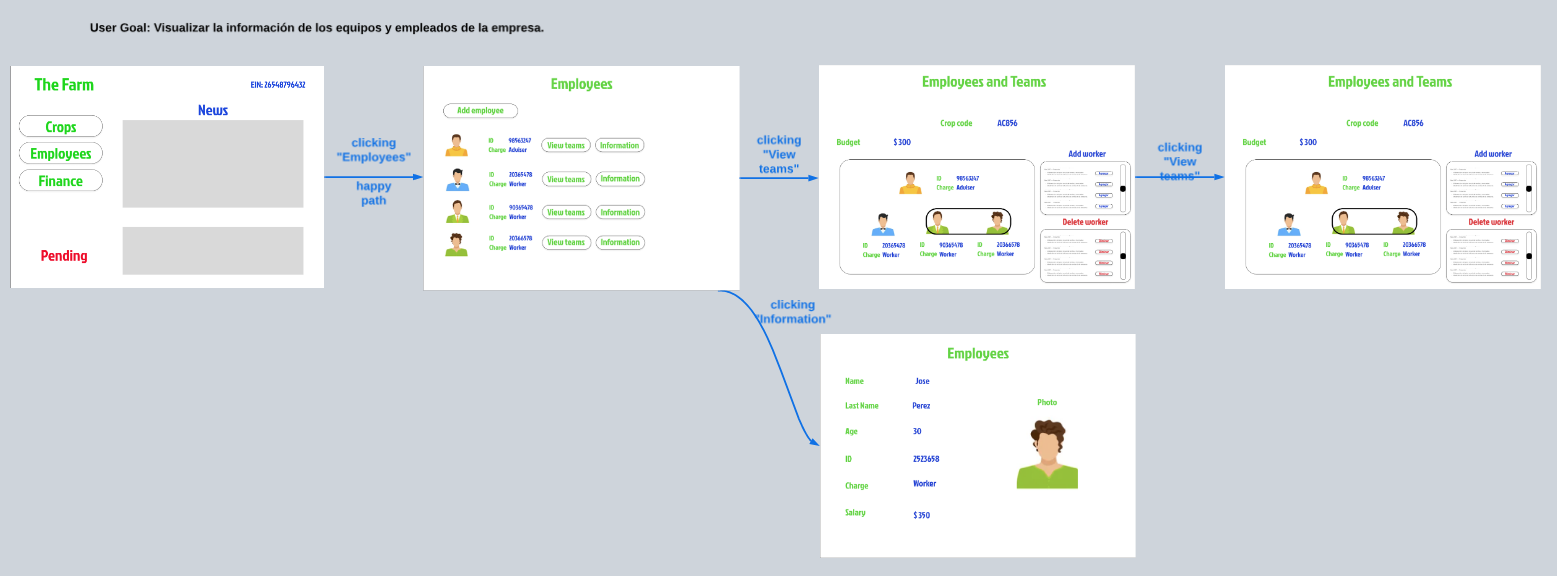 User Goal: Visualizar la información de los equipos y empleados de la empresa.
The Farm
EIN: 26548796432
News
Crops
Employees
Finance
Pending
clicking
"Employees"
happy
path
Employees
Add employee
ID 98563247
Charge Adviser
View teams
Information
ID 20369478
Charge Worker
View teams
Information
ID 90369478
Charge Worker
View teams
Information
ID 20366578
Charge Worker
View teams
Information
clicking
"View
teams"
clicking
"Information"
Employees and Teams
Crop code AC856
Budget $300
ID 98563247
Charge Adviser
ID 20369478
Charge Worker
ID 90369478
Charge Worker
ID 20366578
Charge Worker
Add worker
Delete worker
clicking
"View
teams"
Employees and Teams
Crop code AC856
Budget $300
ID 98563247
Charge Adviser
ID 20369478
Charge Worker
ID 90369478
Charge Worker
ID 20366578
Charge Worker
Add worker
Delete worker
Employees
Name Jose
Last Name Perez
Age 30
ID 2523658
Charge Worker
Salary $350
Photo